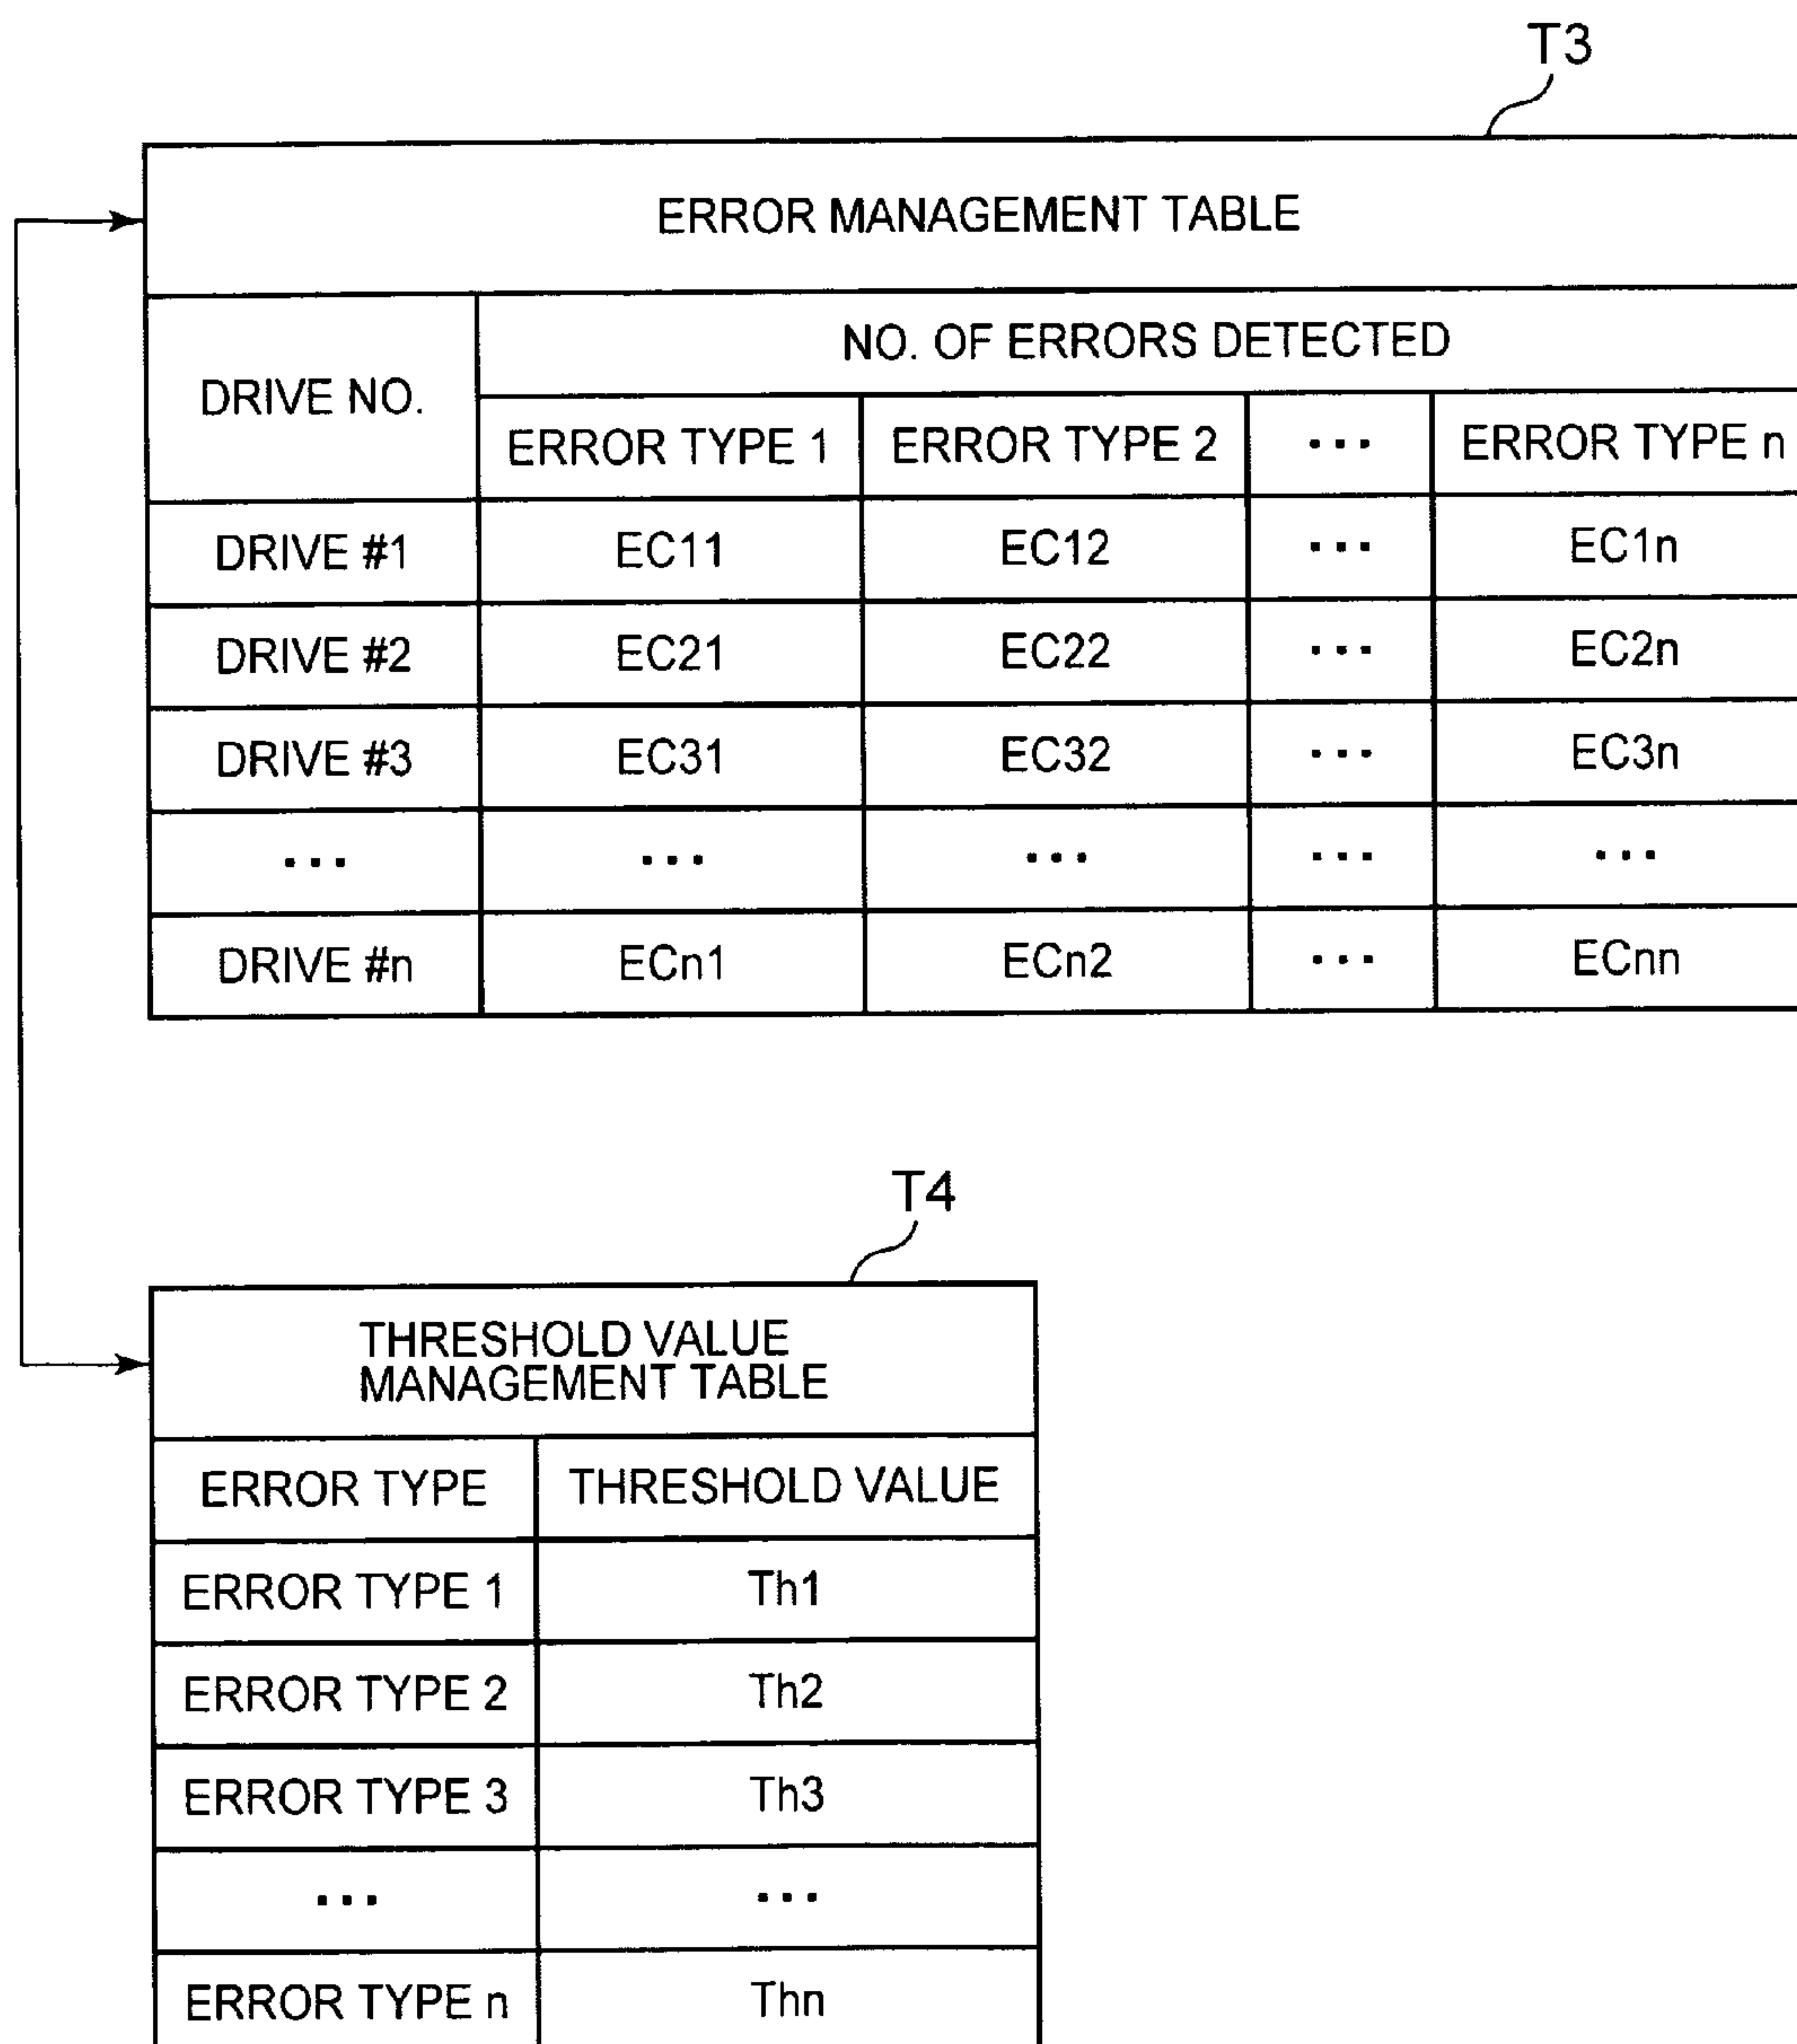 T3
ERROR MANAGEMENT TABLE
DRIVE NO.
NO. OF ERRORS DETECTED
ERROR TYPE 1 ERROR TYPE 2 ... ERROR TYPE n
DRIVE #1 EC11 EC12 ... EC1n
DRIVE #2 EC21 EC22 ... EC2n
DRIVE #3 EC31 EC32 ... EC3n
... ... ... ... ...
DRIVE #n ECn1 ECn2 ... ECnn
T4
THRESHOLD VALUE
MANAGEMENT TABLE
ERROR TYPE THRESHOLD VALUE
ERROR TYPE 1 Th1
ERROR TYPE 2 Th2
ERROR TYPE 3 Th3
... ...
ERROR TYPE n Thn